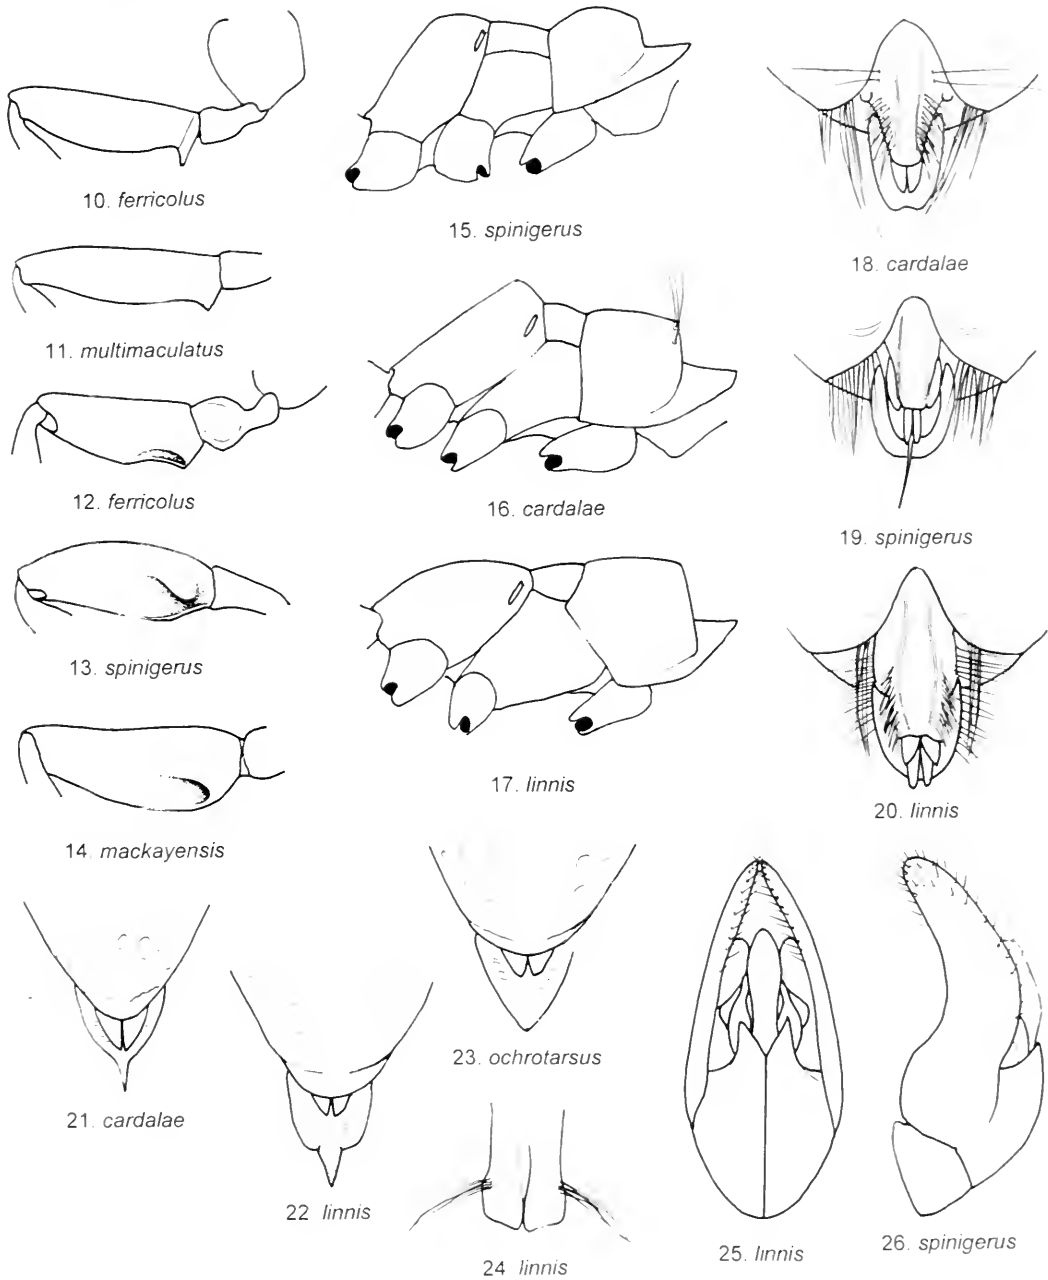 10. ferricolus
11. multimaculatus
12. ferricolus
13. spinigerus
14. mackayensis
15. spinigerus
16. cardalae
17. linnis
18. cardalae
19. spinigerus
20. linnis
21. cardalae
22 linnis
23. ochrotarsus
24 linnis
25. linnis
26. spinigerus